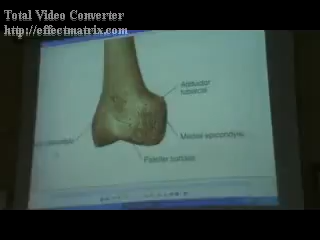 Total Video Converter
http://effectmatrix.com
Adductor
tubercle
Medial epicondyle
Patellar surface